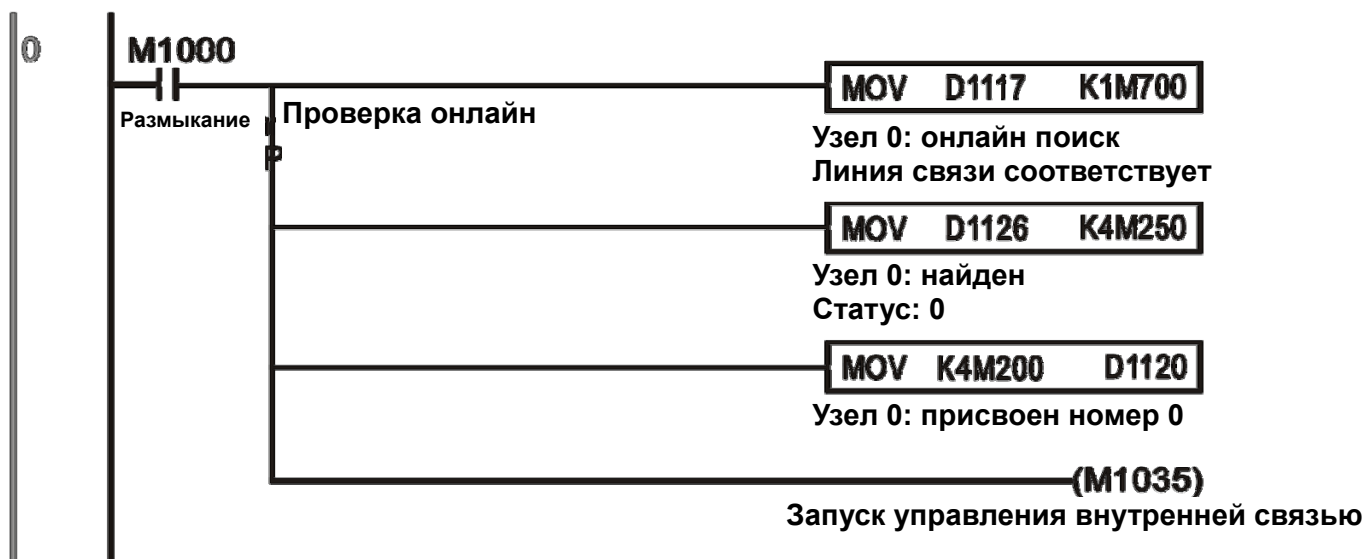 0
M1000
Размыкание
Проверка онлайн
MOV D1117 K1M700
Узел 0: онлайн поиск
Линия связи соответствует
MOV D1126 K4M250
Узел 0: найден
Статус: 0
MOV K4M200 D1120
Узел 0: присвоен номер 0
(M1035)
Запуск управления внутренней связью